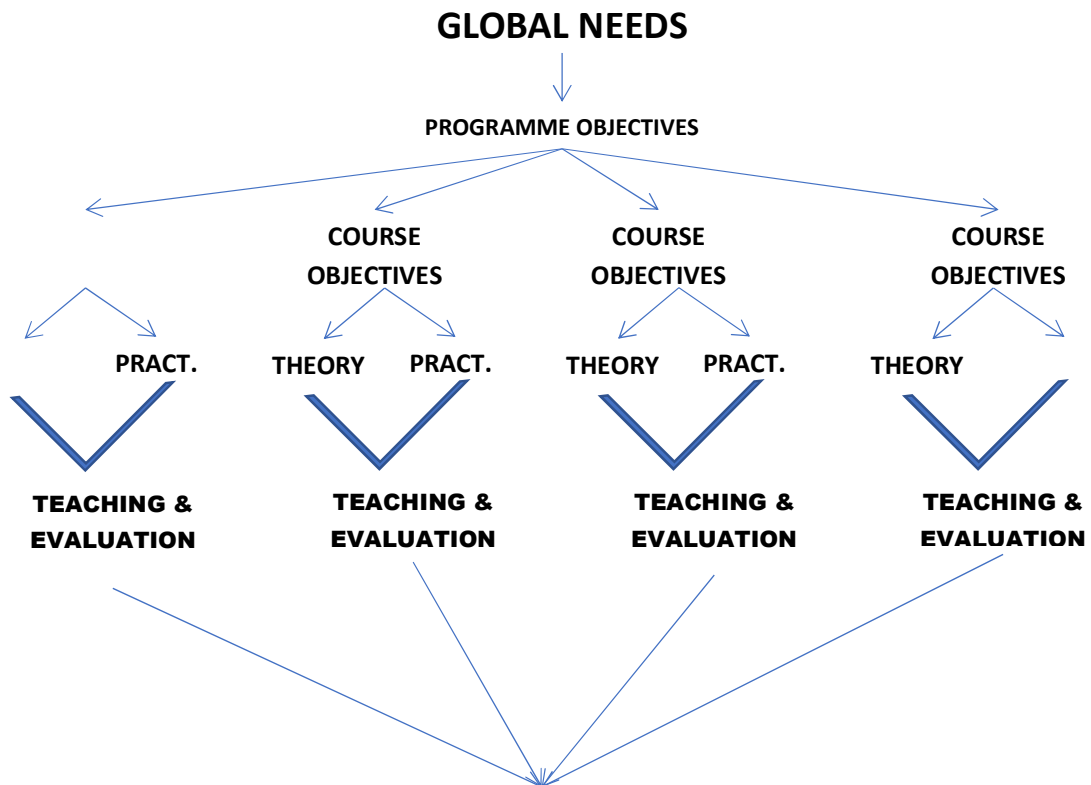 GLOBAL NEEDS
PROGRAMME OBJECTIVES
COURSE
OBJECTIVES
COURSE
OBJECTIVES
COURSE
OBJECTIVES
PRACT.
THEORY
PRACT.
THEORY
PRACT.
THEORY
TEACHING &
EVALUATION
TEACHING &
EVALUATION
TEACHING &
EVALUATION
TEACHING &
EVALUATION